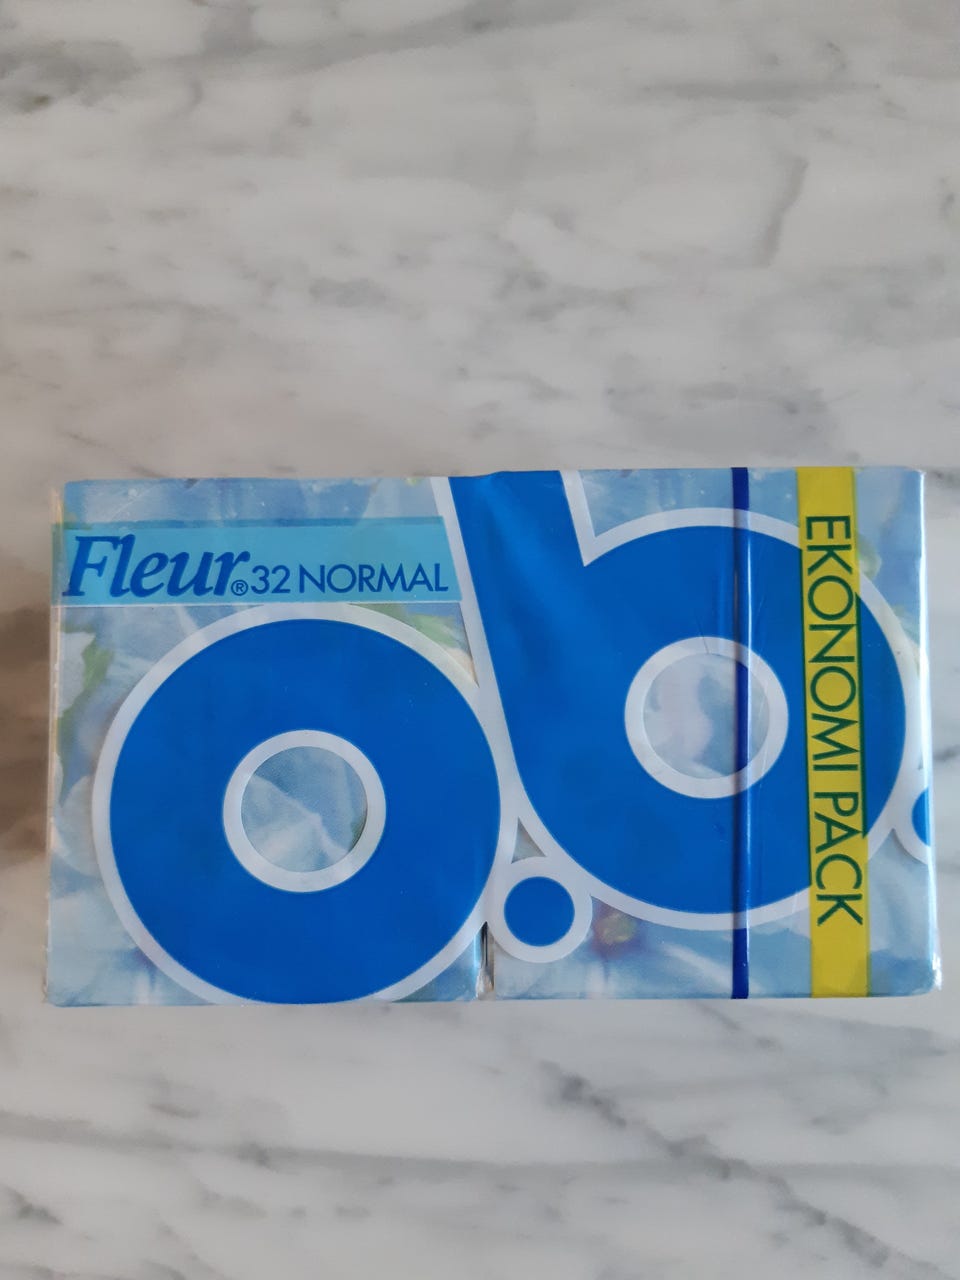 Fleur® 32 NORMAL
o.b.
EKONOMI PACK